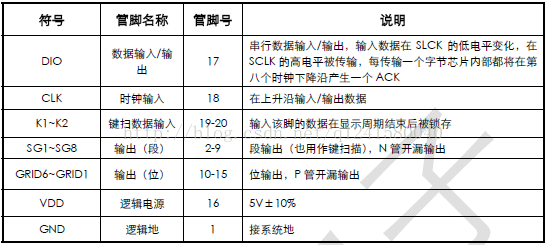 符号 管脚名称 管脚号 说明
DIO 数据输入/输出 17 串行数据输入/输出，输入数据在 SLCK 的低电平变化，在
SCLK 的高电平被传输，每传输一个字节芯片内部都将在第
八个时钟下降沿产生一个 ACK
CLK 时钟输入 18 在上升沿输入/输出数据
K1~K2 键扫数据输入 19-20 输入该脚的数据在显示周期结束后被锁存
SG1~SG8 输出（段） 2-9 段输出（也用作键扫描），N 管开漏输出
GRID6~GRID1 输出（位） 10-15 位输出，P 管开漏输出
VDD 逻辑电源 16 5V±10%
GND 逻辑地 1 接系统地